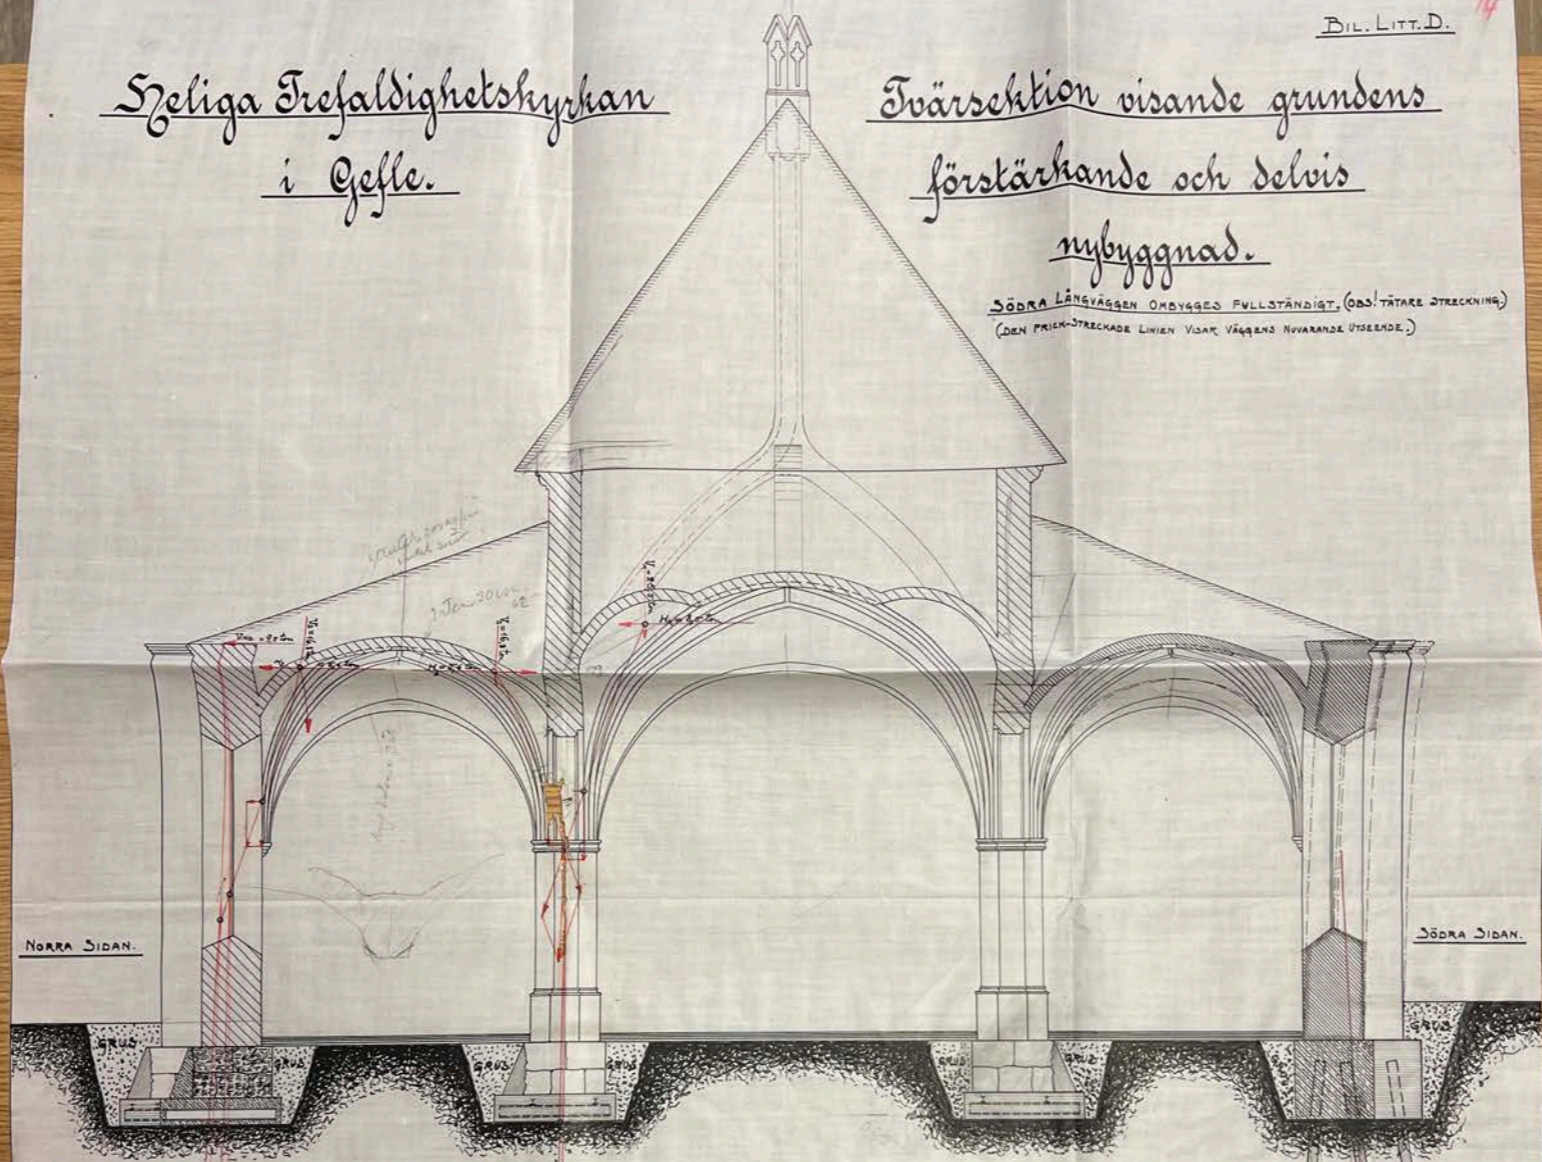 BIL. LITT. D.
Heliga Trefaldighetskyrkan
i Gefle.
Tvärsektion visande grundens
förstärkande och delvis
nybyggnad.
SÖDRA LÅNGVÄGGEN OMBYGGES FULLSTÄNDIGT. (OBS! TÄTARE STRECKNING.)
(DEN PRICK-STRECKADE LINIEN VISAR VÄGGENS NUVARANDE UTSEENDE.)
NORRA SIDAN.
SÖDRA SIDAN.
GRUS
GRUS
GRUS
GRUS
GRUS
GRUS
GRUS